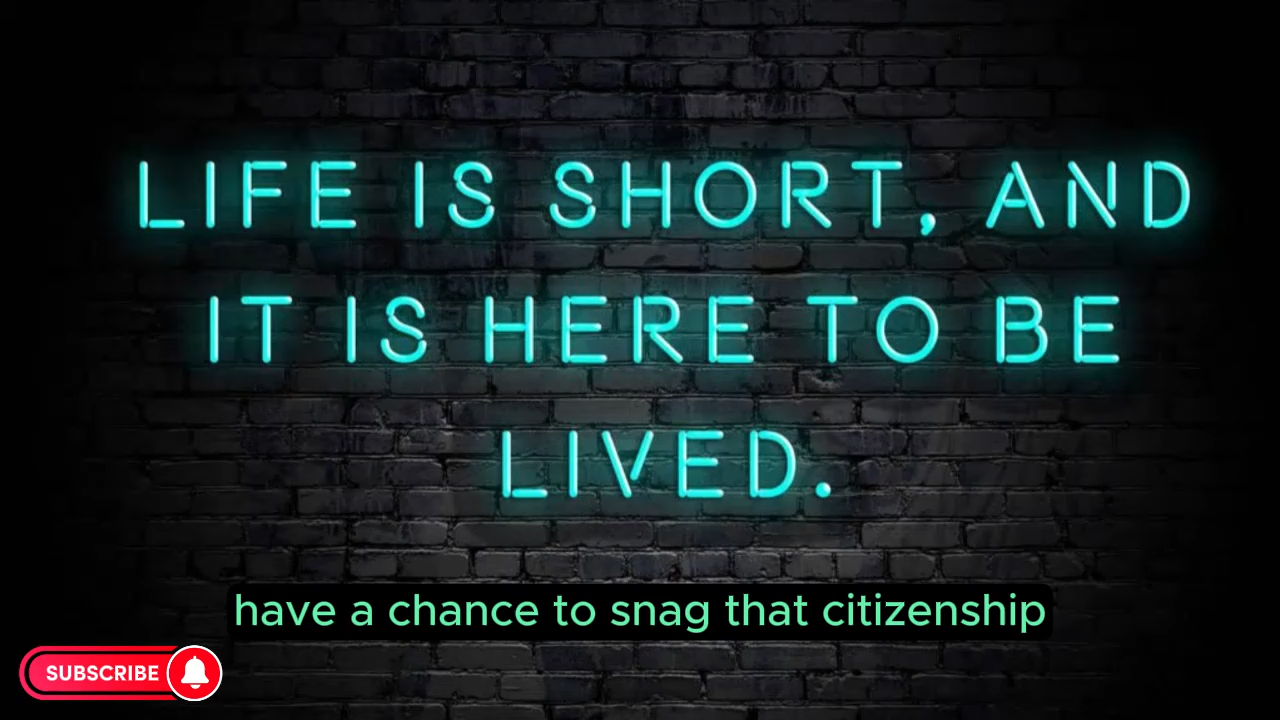 LIFE IS SHORT, AND
IT IS HERE TO BE
LIVED.
have a chance to snag that citizenship
SUBSCRIBE